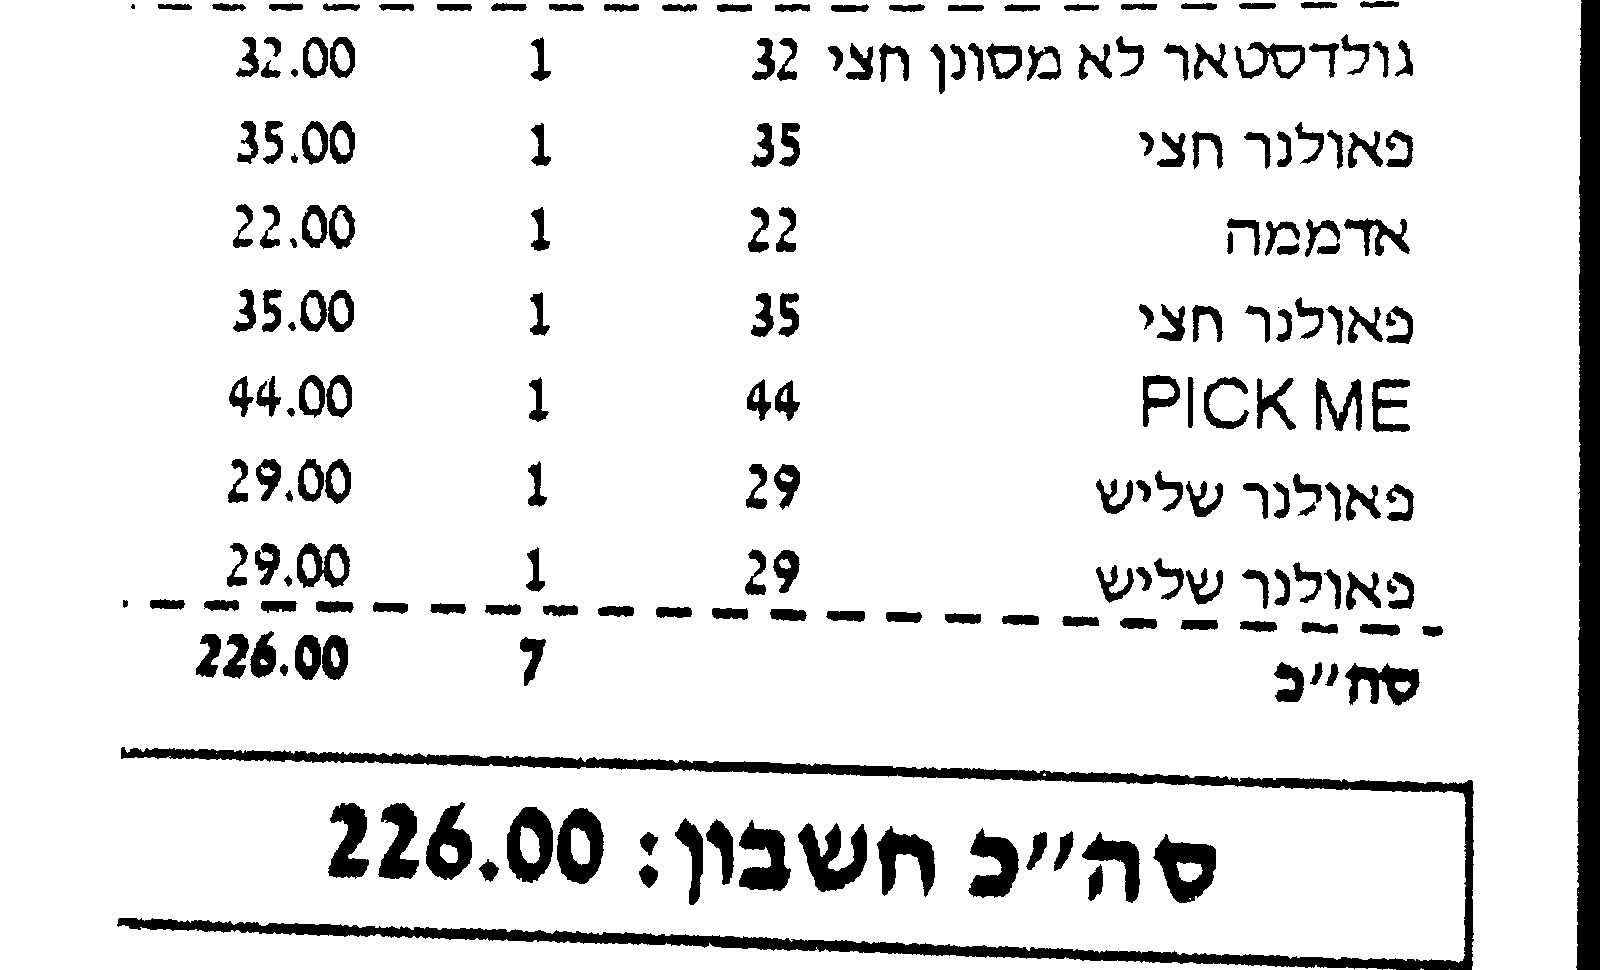 גולדסטאר לא מסונן חצי 32 1 32.00
פאולנר חצי 35 1 35.00
אדממה 22 1 22.00
פאולנר חצי 35 1 35.00
PICK ME 44 1 44.00
פאולנר שליש 29 1 29.00
פאולנר שליש 29 1 29.00
סה"כ 7 226.00
סה"כ חשבון: 226.00